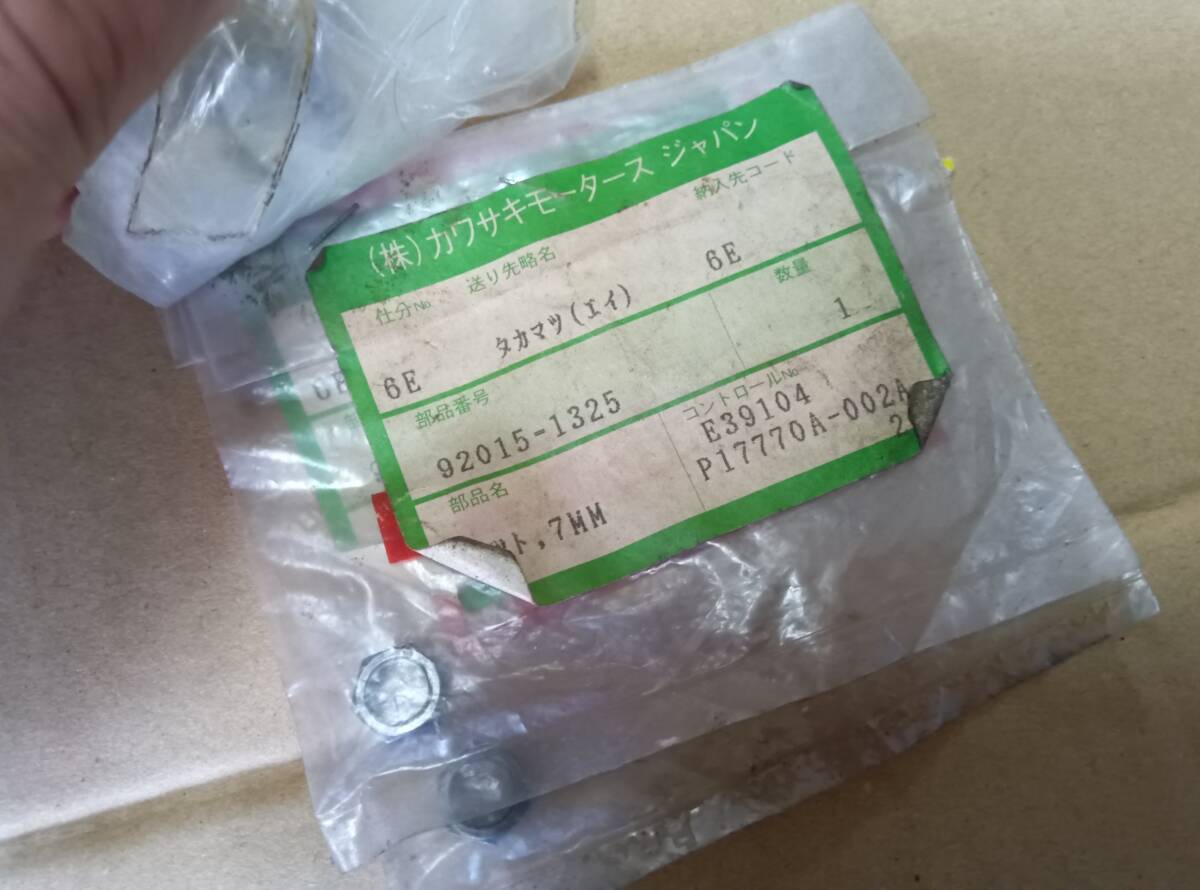 (株)カワサキモータース ジャパン
仕分No 送り先略名 納入先コード
6E タカマツ(エイ) 6E
部品番号 数量
92015-1325 1
部品名 コントロールNo
ット,7MM E39104
P17770A-002A
2